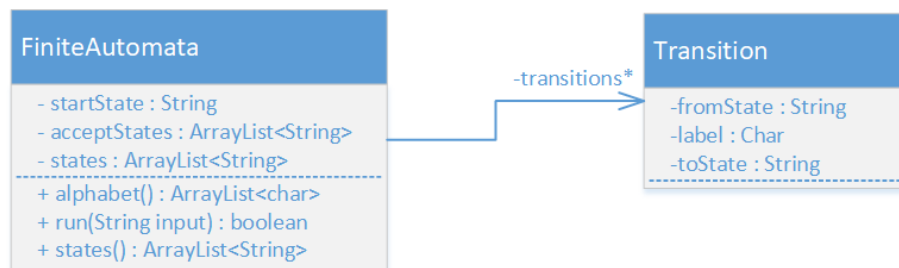 FiniteAutomata
- startState : String
- acceptStates : ArrayList<String>
- states : ArrayList<String>
+ alphabet() : ArrayList<char>
+ run(String input) : boolean
+ states() : ArrayList<String>
-transitions*
Transition
-fromState : String
-label : Char
-toState : String